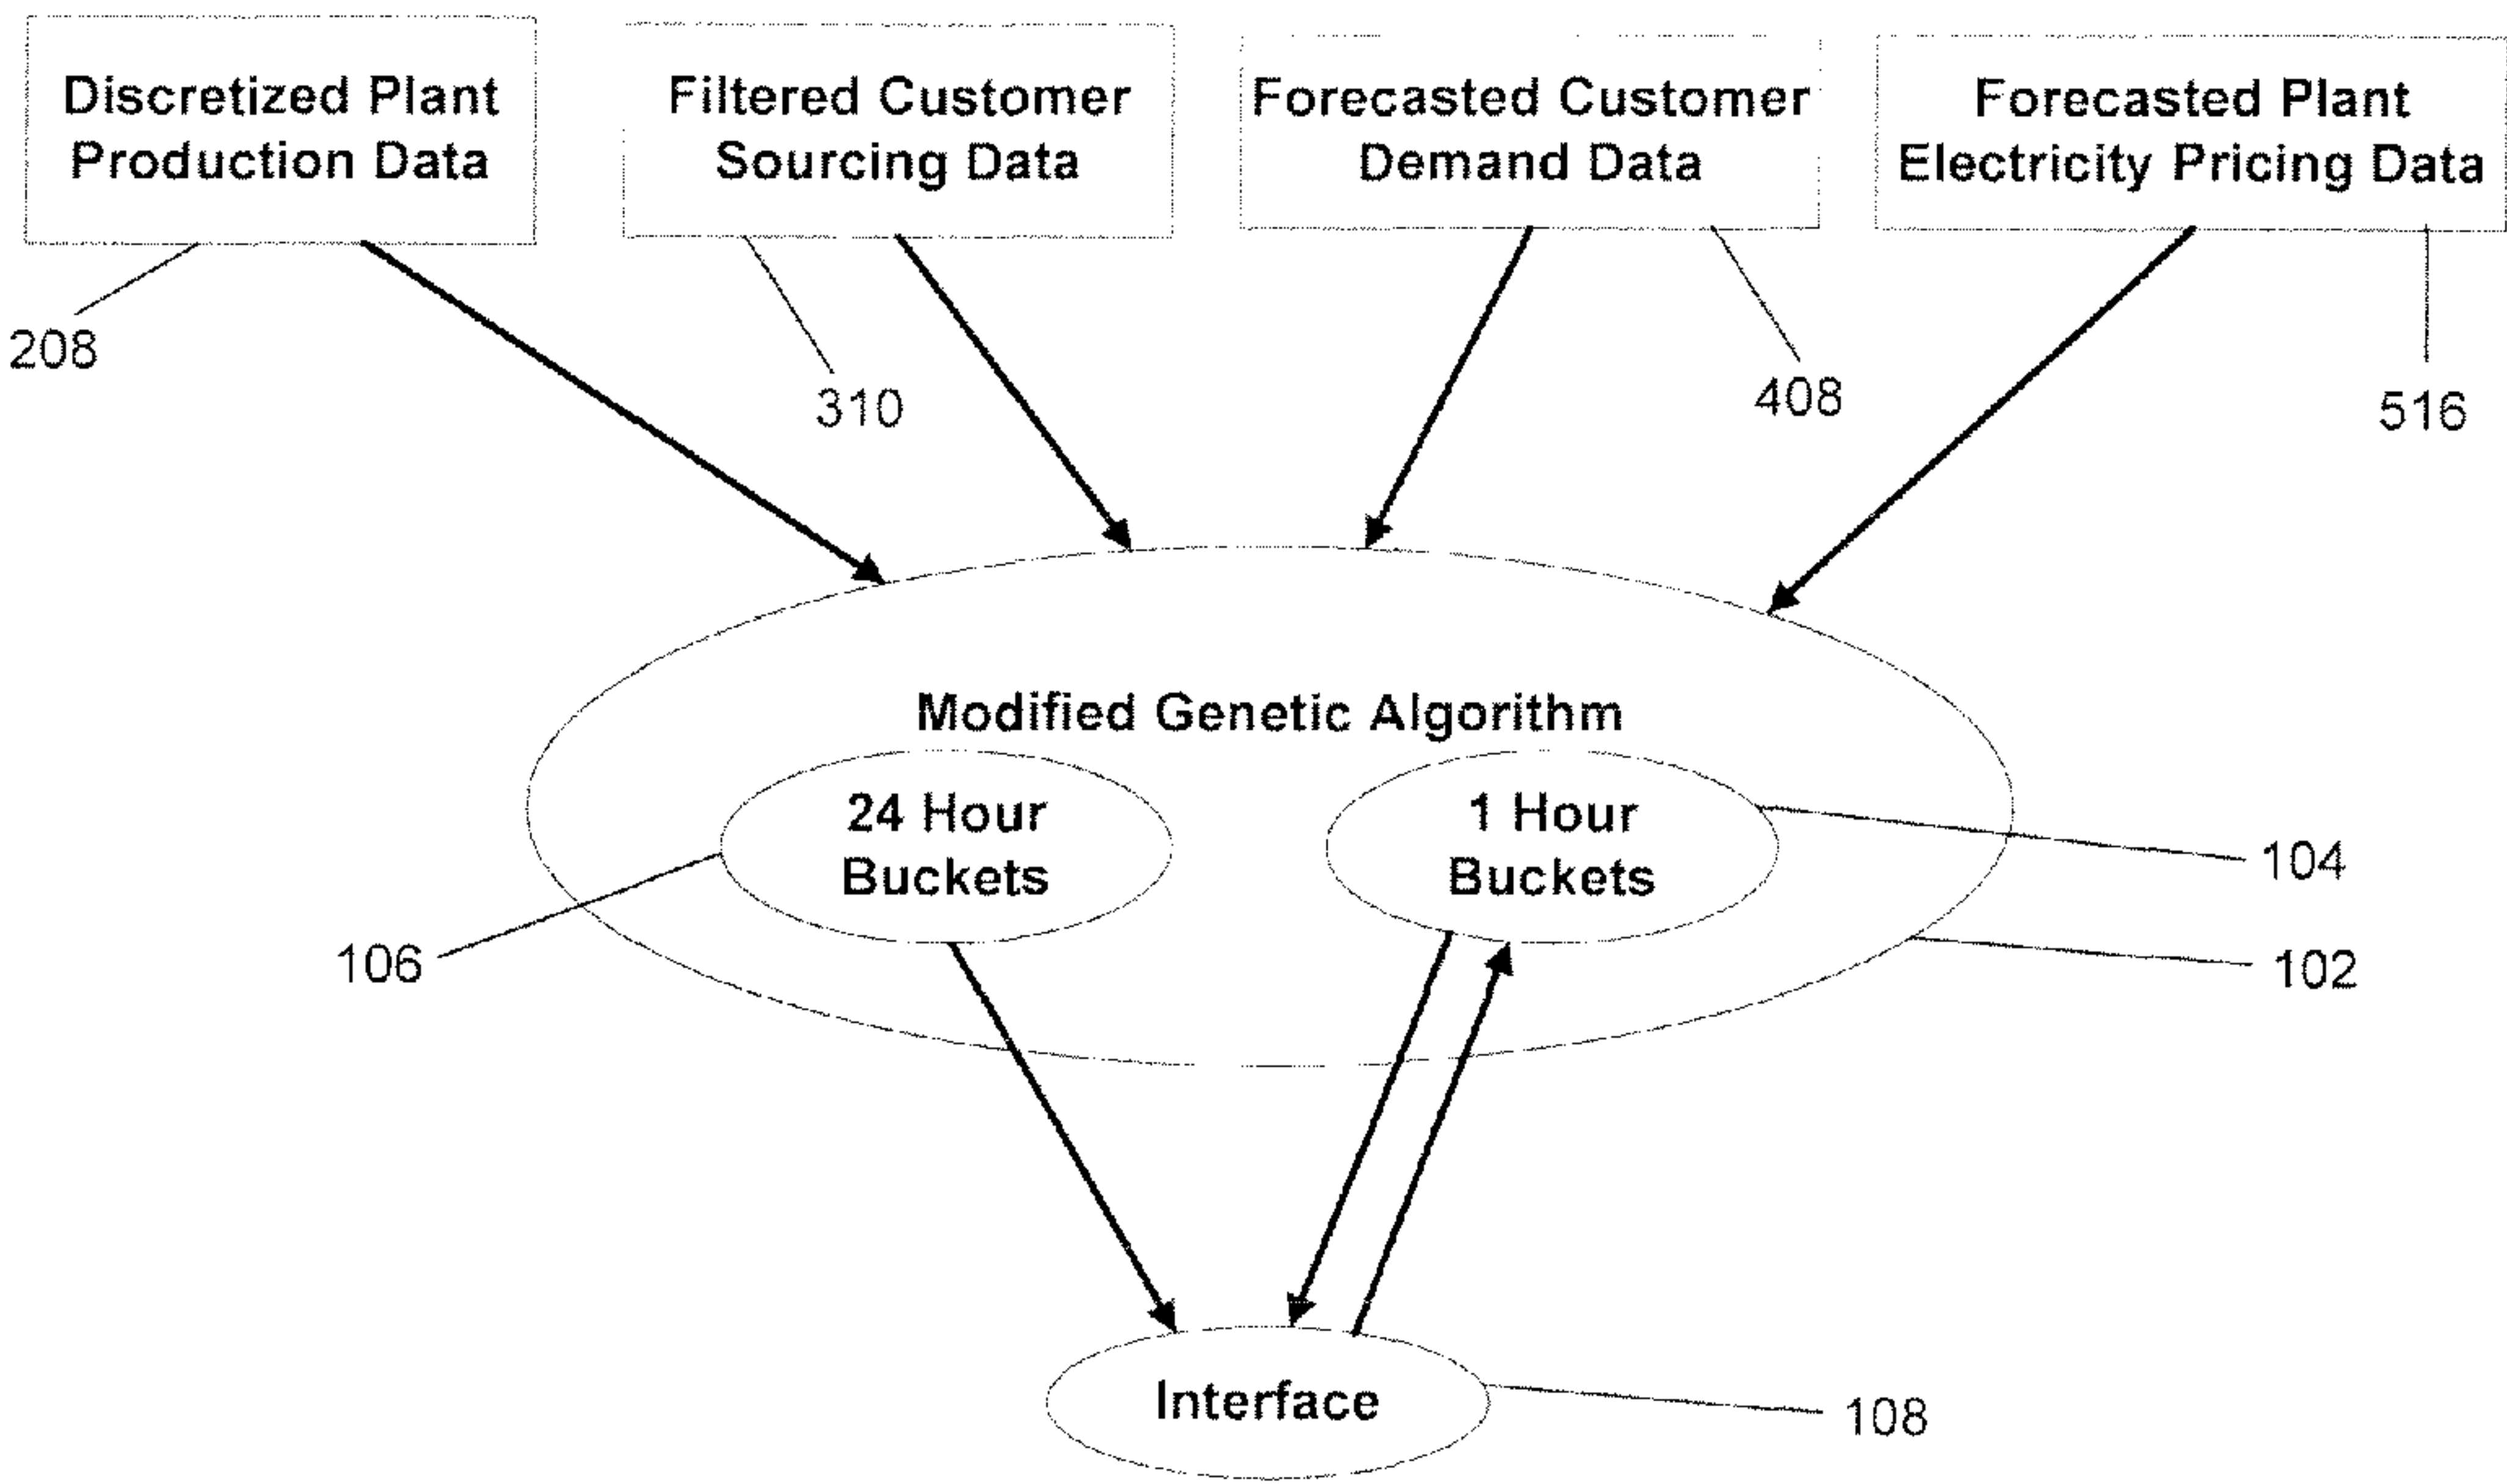 Discretized Plant
Production Data
Filtered Customer
Sourcing Data
Forecasted Customer
Demand Data
Forecasted Plant
Electricity Pricing Data
208
310
408
516
Modified Genetic Algorithm
24 Hour
Buckets
1 Hour
Buckets
104
106
102
Interface
108